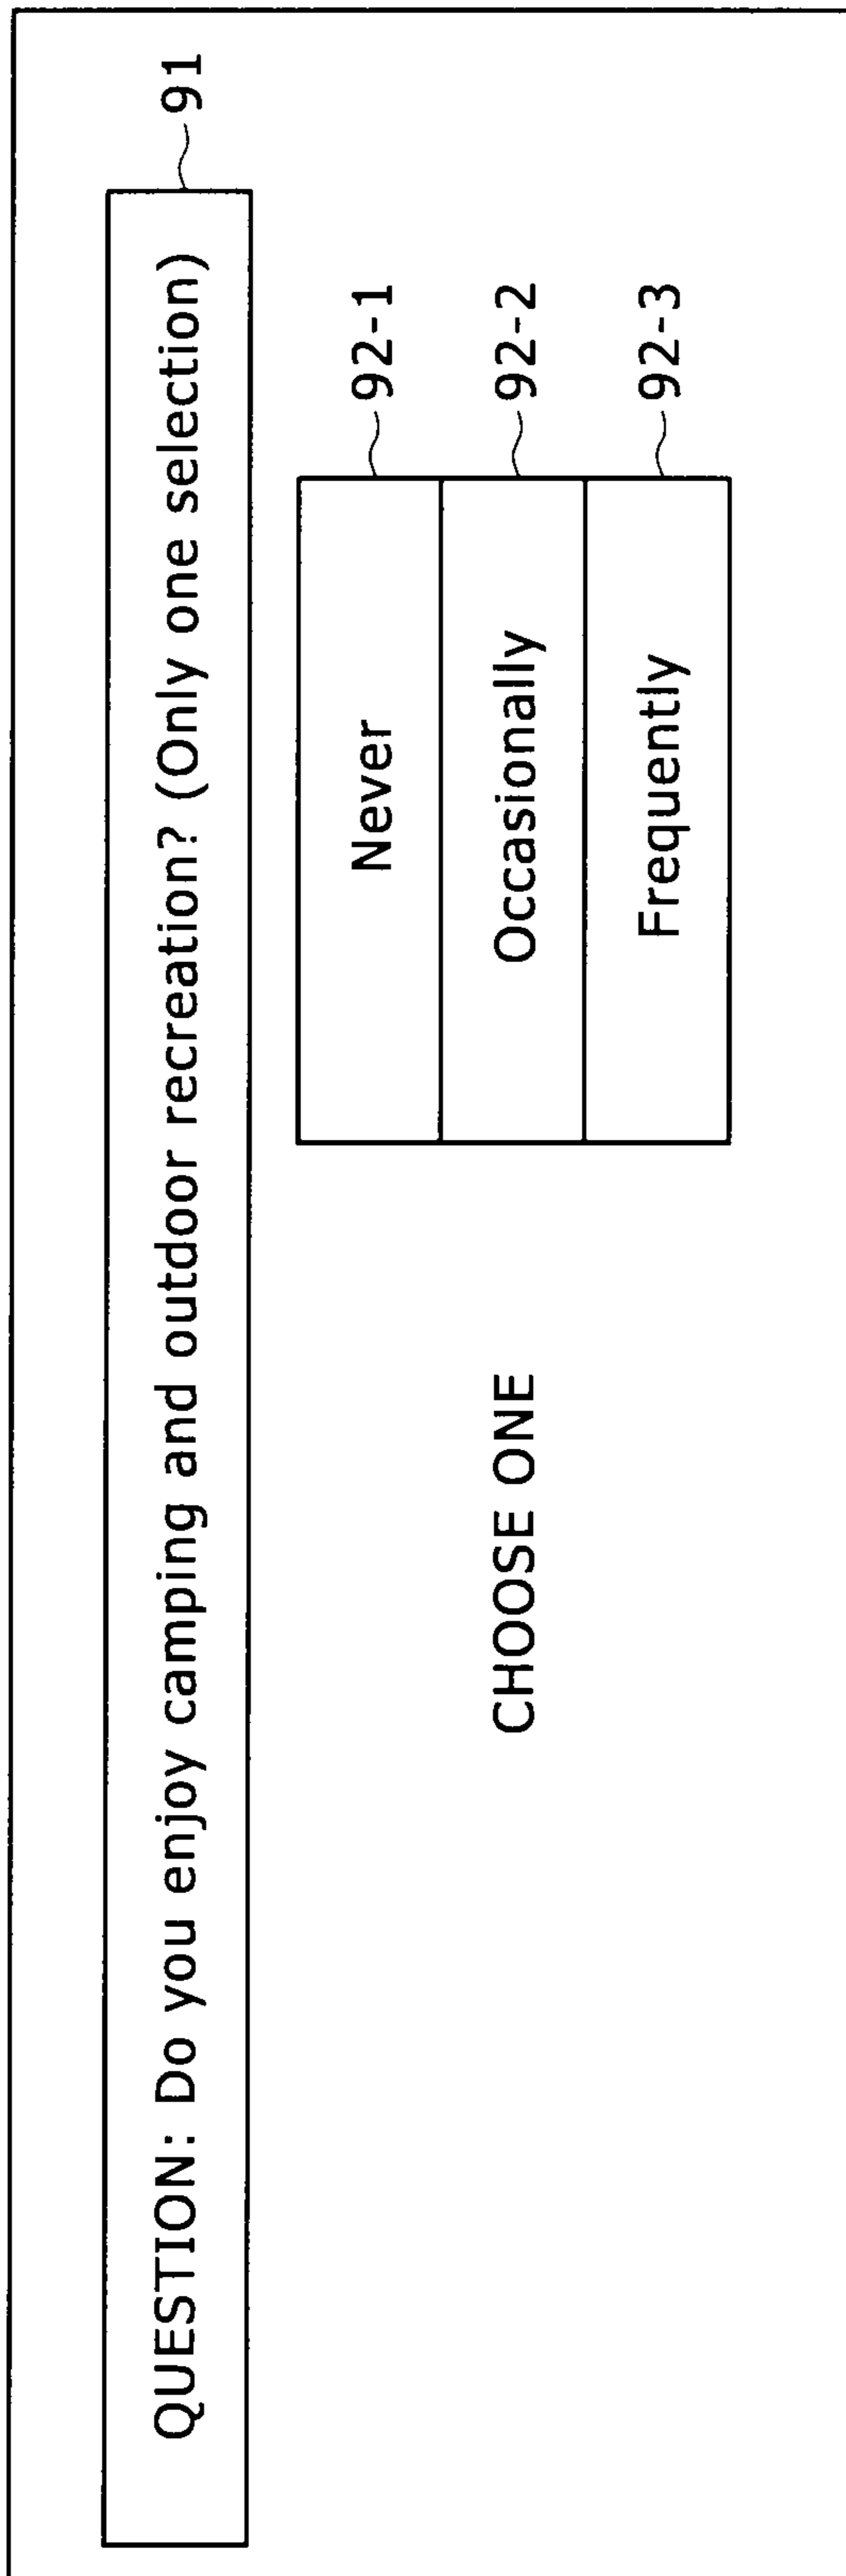 QUESTION: Do you enjoy camping and outdoor recreation? (Only one selection) 91
Never 92-1
CHOOSE ONE Occasionally 92-2
Frequently 92-3